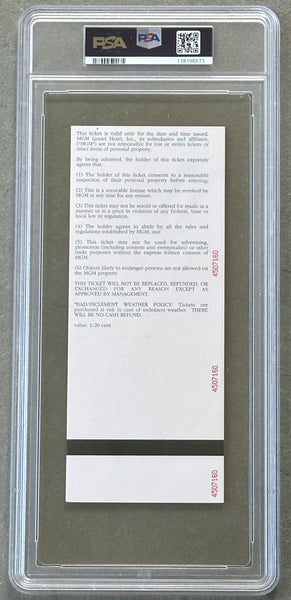 PSA
PSA
118196573
This ticket is valid only for the date and time issued.
MGM Grand Hotel, Inc., its subsidiaries and affiliates,
("MGM") are not responsible for lost or stolen tickets or
other items of personal property.
By being admitted, the holder of this ticket expressly
agrees that:
(1) The holder of this ticket consents to a reasonable
inspection of their personal property before entering;
(2) This is a revocable license which may be revoked by
MGM at any time for any reason;
(3) This ticket may not be resold or offered for resale in a
manner or at a price in violation of any Federal, State or
local law or regulation;
(4) The holder agrees to abide by all the rules and
regulations established by MGM; and
(5) This ticket may not be used for advertising,
promotion (including contests and sweepstakes) or other
trade purposes without the express written consent of
MGM.
(6) Objects likely to endanger persons are not allowed on
the MGM property.
THIS TICKET WILL NOT BE REPLACED, REFUNDED, OR
EXCHANGED FOR ANY REASON EXCEPT AS
APPROVED BY MANAGEMENT.
*BAD/INCLEMENT WEATHER POLICY: Tickets are
purchased at risk in case of inclement weather. THERE
WILL BE NO CASH REFUND.
value: 1/20 cent
4507160
4507160
4507160